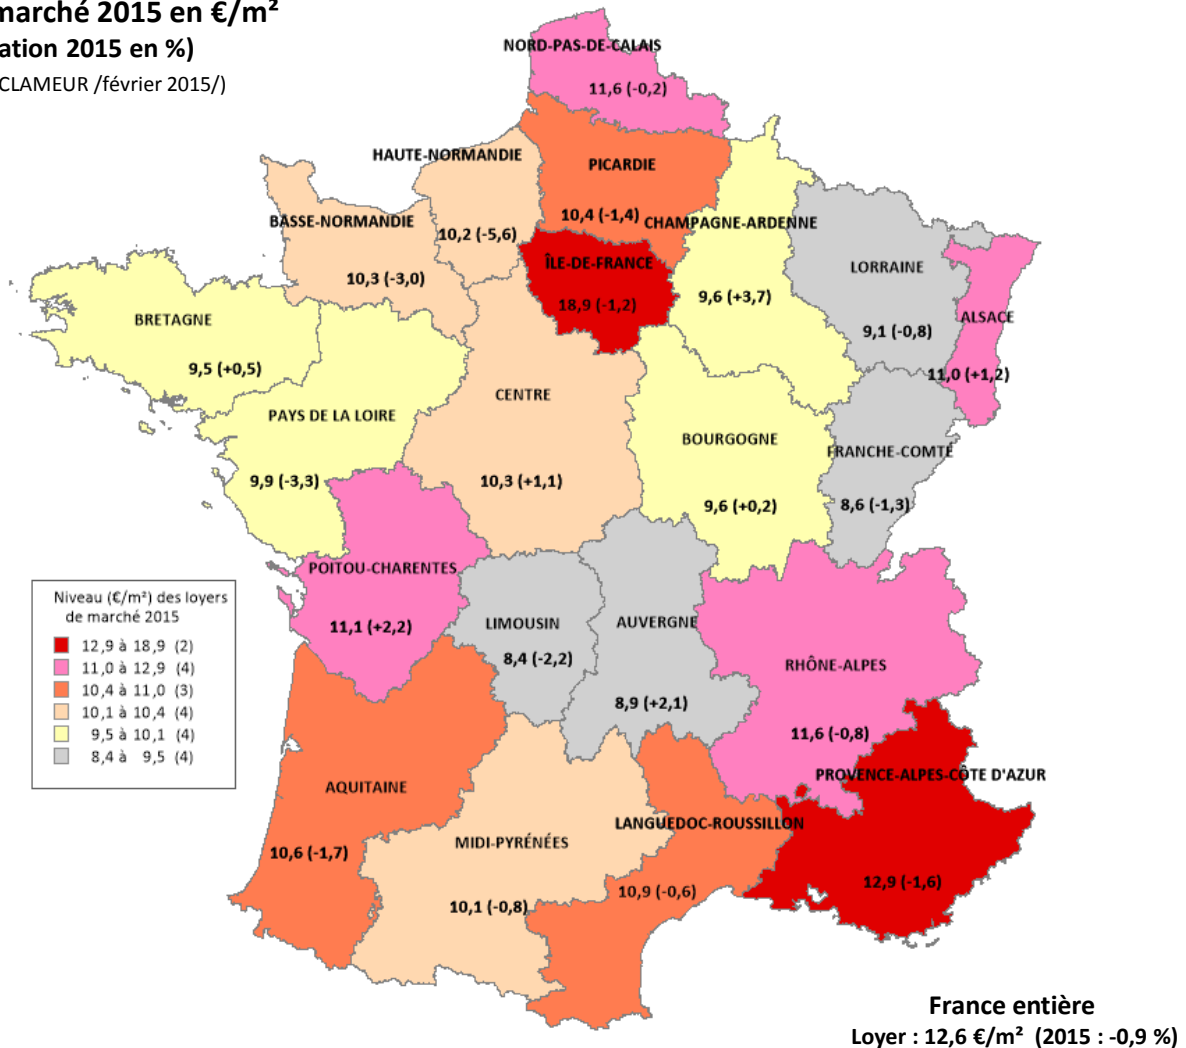 marché 2015 en €/m²
ation 2015 en %)
CLAMEUR /février 2015/)
NORD-PAS-DE-CALAIS
11,6 (-0,2)
HAUTE-NORMANDIE
10,2 (-5,6)
PICARDIE
10,4 (-1,4)
BASSE-NORMANDIE
10,3 (-3,0)
CHAMPAGNE-ARDENNE
9,6 (+3,7)
ÎLE-DE-FRANCE
18,9 (-1,2)
LORRAINE
9,1 (-0,8)
ALSACE
11,0 (+1,2)
BRETAGNE
9,5 (+0,5)
PAYS DE LA LOIRE
9,9 (-3,3)
CENTRE
10,3 (+1,1)
BOURGOGNE
9,6 (+0,2)
FRANCHE-COMTÉ
8,6 (-1,3)
POITOU-CHARENTES
11,1 (+2,2)
LIMOUSIN
8,4 (-2,2)
AUVERGNE
8,9 (+2,1)
RHÔNE-ALPES
11,6 (-0,8)
Niveau (€/m²) des loyers
de marché 2015
12,9 à 18,9 (2)
11,0 à 12,9 (4)
10,4 à 11,0 (3)
10,1 à 10,4 (4)
9,5 à 10,1 (4)
8,4 à 9,5 (4)
AQUITAINE
10,6 (-1,7)
MIDI-PYRÉNÉES
10,1 (-0,8)
LANGUEDOC-ROUSSILLON
10,9 (-0,6)
PROVENCE-ALPES-CÔTE D'AZUR
12,9 (-1,6)
France entière
Loyer : 12,6 €/m² (2015 : -0,9 %)